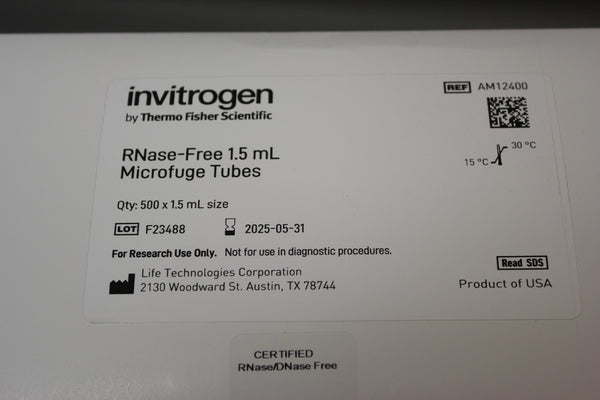 invitrogen
by Thermo Fisher Scientific
REF AM12400
RNase-Free 1.5 mL
Microfuge Tubes
15 °C 30 °C
Qty: 500 x 1.5 mL size
LOT F23488 2025-05-31
For Research Use Only. Not for use in diagnostic procedures.
Life Technologies Corporation
2130 Woodward St. Austin, TX 78744
Read SDS
Product of USA
CERTIFIED
RNase/DNase Free